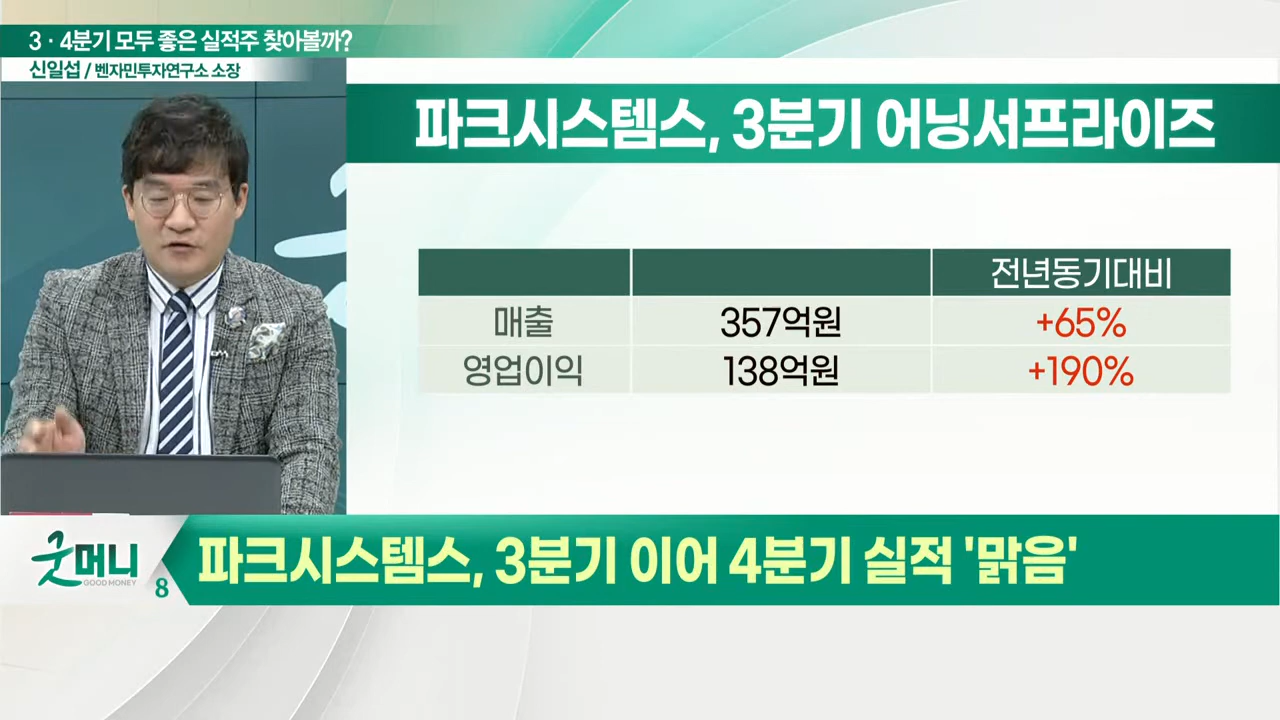 3·4분기 모두 좋은 실적주 찾아볼까?
신일섭 / 벤자민투자연구소 소장
파크시스템스, 3분기 어닝서프라이즈
전년동기대비
매출 357억원 +65%
영업이익 138억원 +190%
굿머니
GOOD MONEY
8
파크시스템스, 3분기 이어 4분기 실적 '맑음'